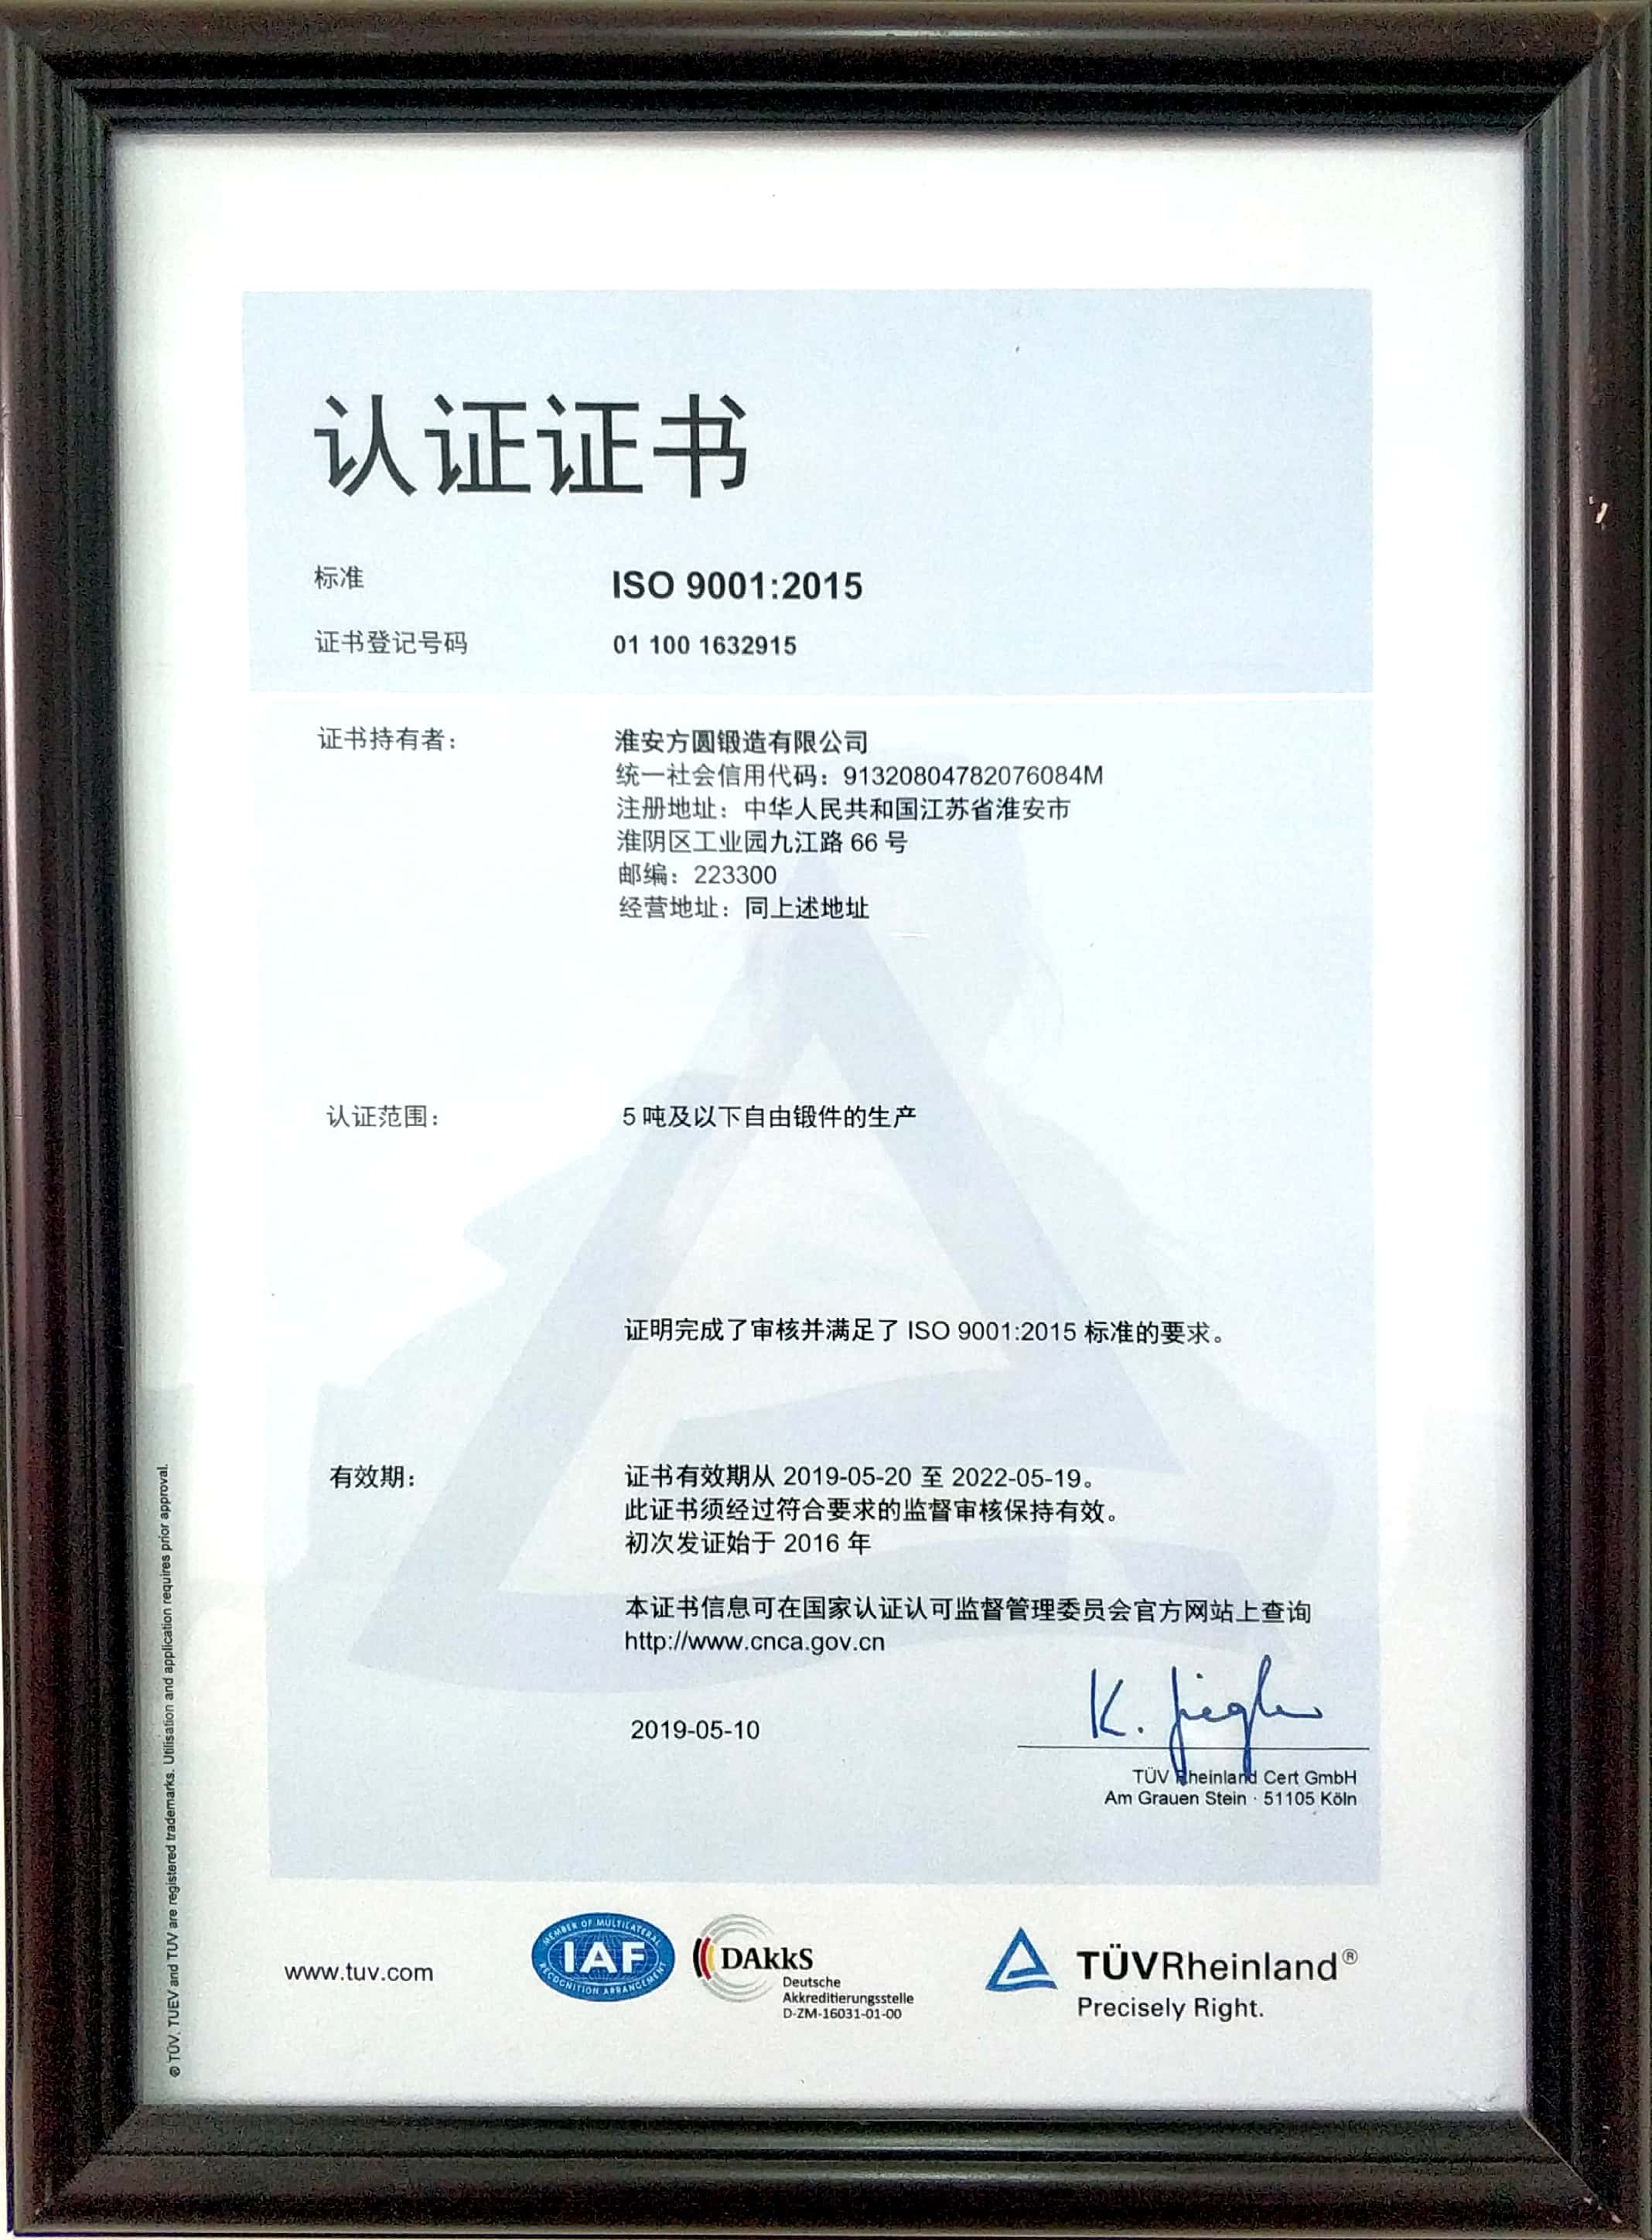 认证证书
标准 ISO 9001:2015
证书登记号码 01 100 1632915
证书持有者: 淮安方圆锻造有限公司
统一社会信用代码: 91320804782076084M
注册地址: 中华人民共和国江苏省淮安市
淮阴区工业园九江路 66 号
邮编: 223300
经营地址: 同上述地址
认证范围: 5 吨及以下自由锻件的生产
证明完成了审核并满足了 ISO 9001:2015 标准的要求。
有效期: 证书有效期从 2019-05-20 至 2022-05-19。
此证书须经过符合要求的监督审核保持有效。
初次发证始于 2016 年
本证书信息可在国家认证认可监督管理委员会官方网站上查询
http://www.cnca.gov.cn
2019-05-10
TÜV Rheinland Cert GmbH
Am Grauen Stein · 51105 Köln
® TÜV, TUEV and TUV are registered trademarks. Utilisation and application requires prior approval.
www.tuv.com
MEMBER OF MULTILATERAL
IAF
RECOGNITION ARRANGEMENT
DAkkS
Deutsche
Akkreditierungsstelle
D-ZM-16031-01-00
TÜVRheinland®
Precisely Right.